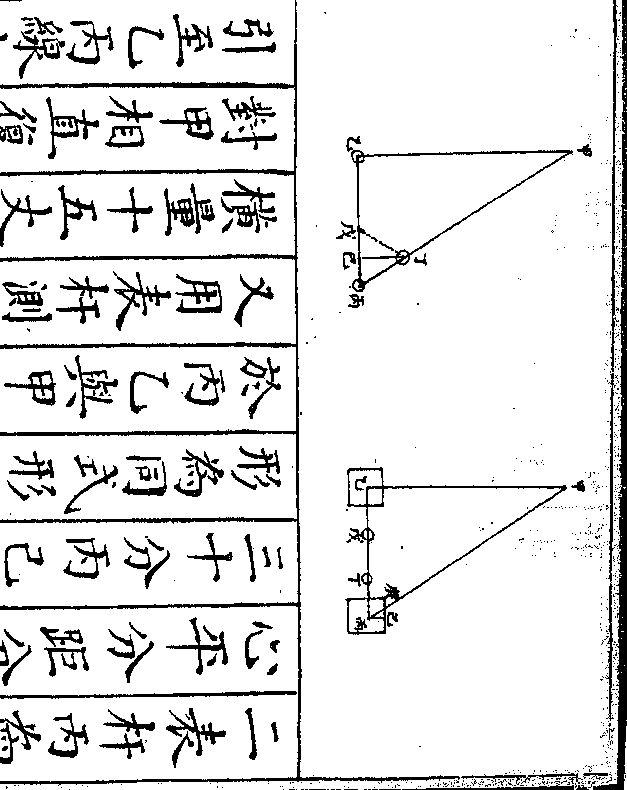 甲
庚
己
丙
丁
戊
乙
甲
丁
丙
己
戊
乙
二表杆丙為
心平分距分
三十分丙己
形為同式形
於丙乙與甲
又用表杆測
橫量十五丈
對甲相直
引至乙丙線